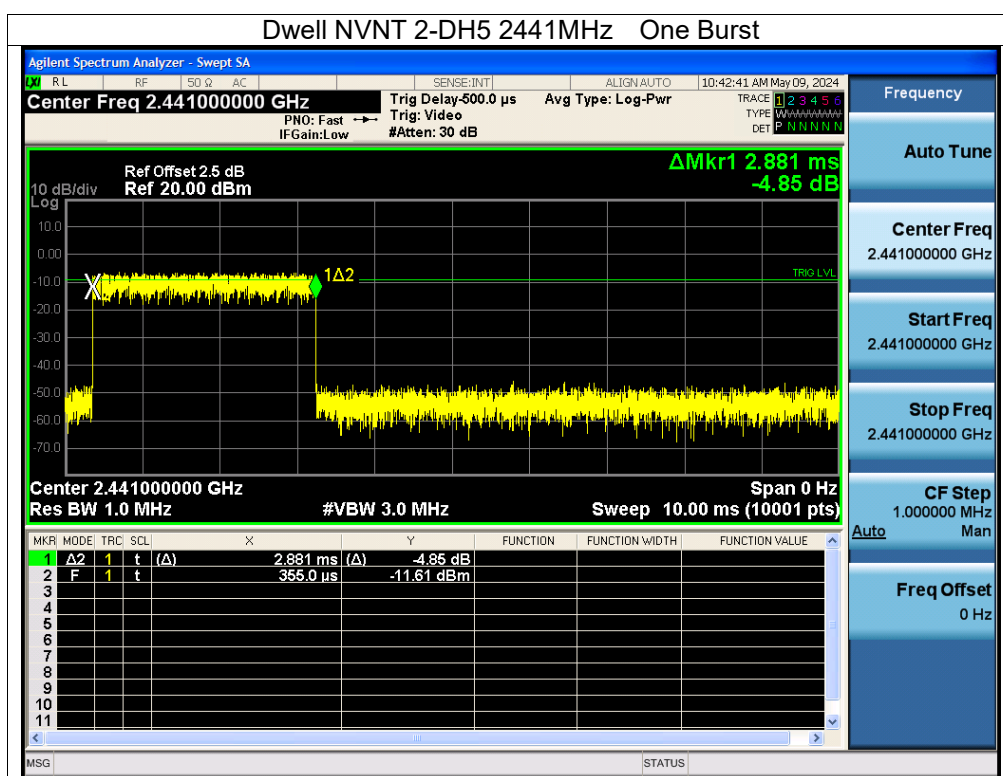 Dwell NVNT 2-DH5 2441MHz One Burst
Agilent Spectrum Analyzer - Swept SA
LXI RL RF 50 Ω AC SENSE:INT ALIGN AUTO 10:42:41 AM May 09, 2024
Center Freq 2.441000000 GHz Trig Delay-500.0 µs Avg Type: Log-Pwr TRACE 1 2 3 4 5 6
PNO: Fast Trig: Video TYPE WWWWWW
IFGain:Low #Atten: 30 dB DET P N N N N N
ΔMkr1 2.881 ms
-4.85 dB
Ref Offset 2.5 dB
10 dB/div Ref 20.00 dBm
Log
10.0
0.00
-10.0
-20.0
-30.0
-40.0
-50.0
-60.0
-70.0
1Δ2
TRIG LVL
Center 2.441000000 GHz Span 0 Hz
Res BW 1.0 MHz #VBW 3.0 MHz Sweep 10.00 ms (10001 pts)
MKR MODE TRC SCL X Y FUNCTION FUNCTION WIDTH FUNCTION VALUE
1 Δ2 1 t (Δ) 2.881 ms (Δ) -4.85 dB
2 F 1 t 355.0 µs -11.61 dBm
3
4
5
6
7
8
9
10
11
MSG STATUS
Frequency
Auto Tune
Center Freq
2.441000000 GHz
Start Freq
2.441000000 GHz
Stop Freq
2.441000000 GHz
CF Step
1.000000 MHz
Auto Man
Freq Offset
0 Hz